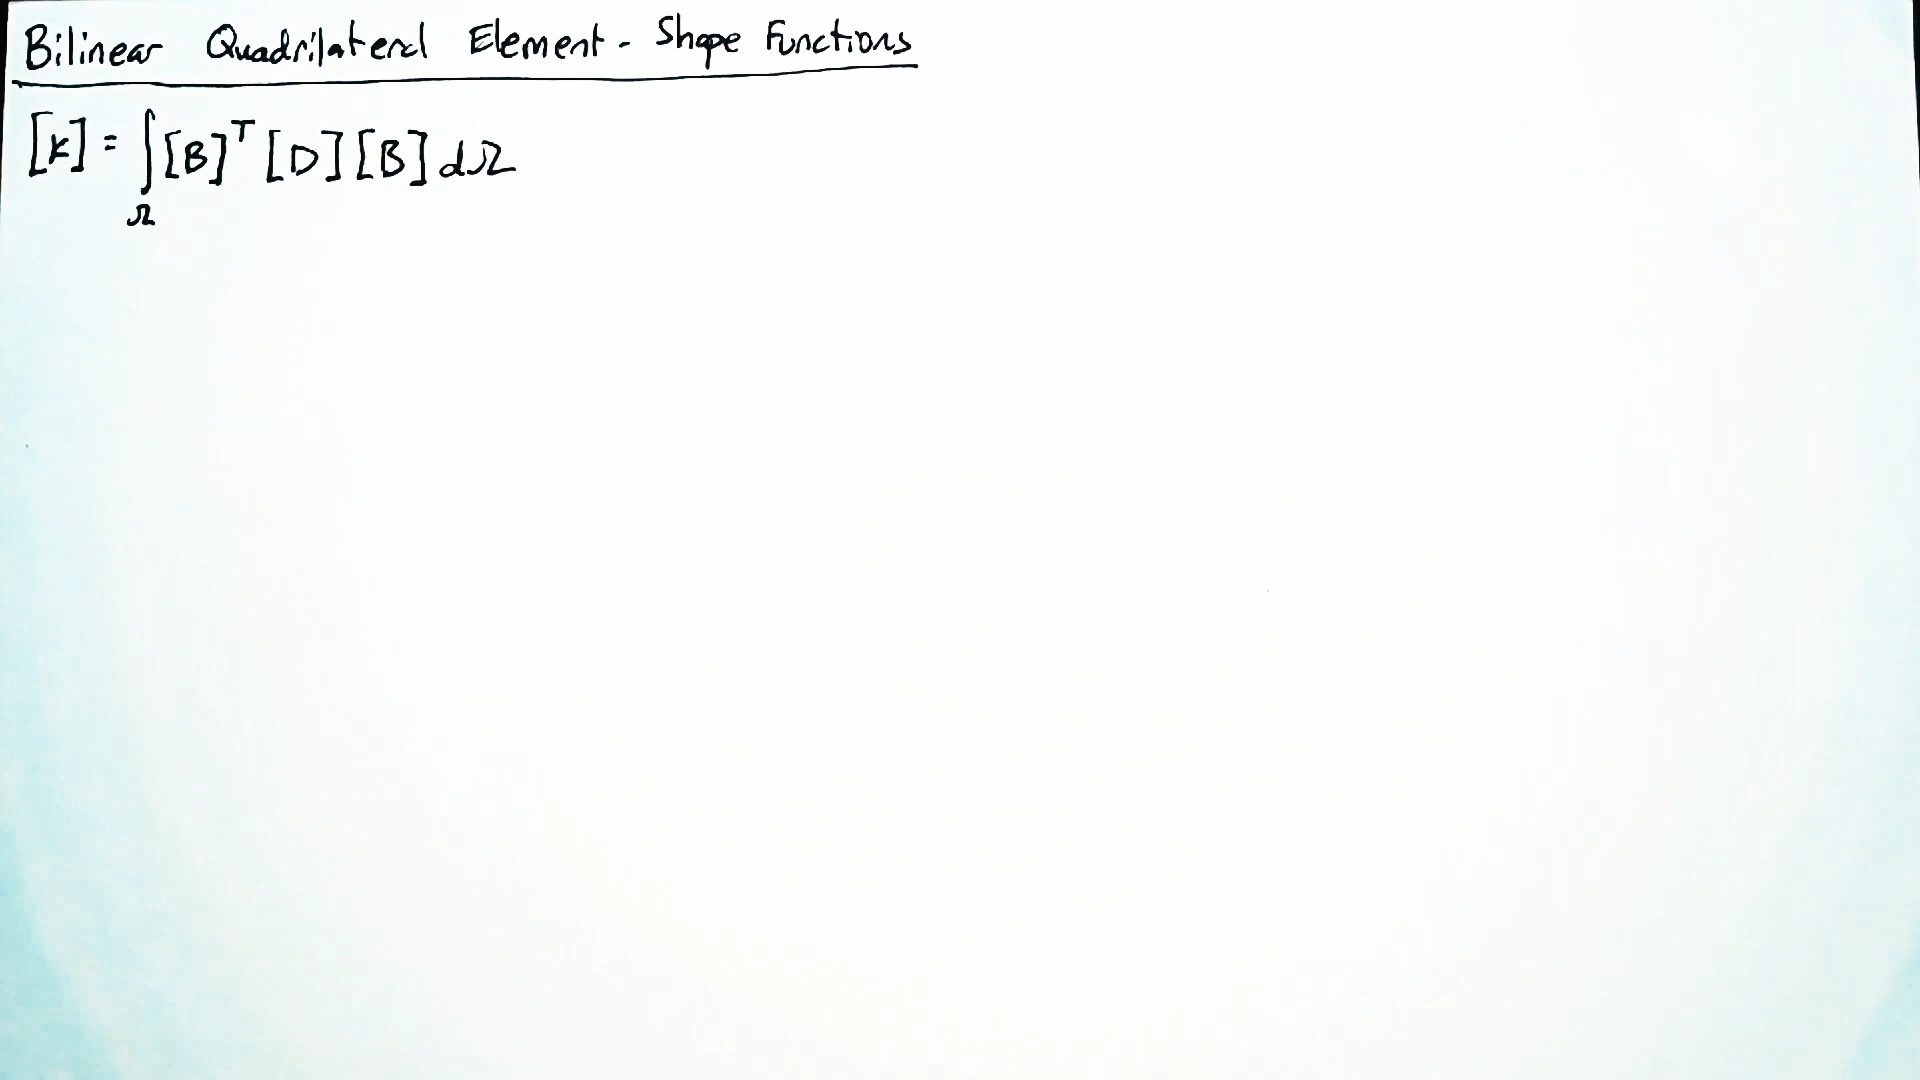 Bilinear Quadrilateral Element - Shape Functions
[k] = ∫[B]ᵀ [D] [B] dΩ
Ω